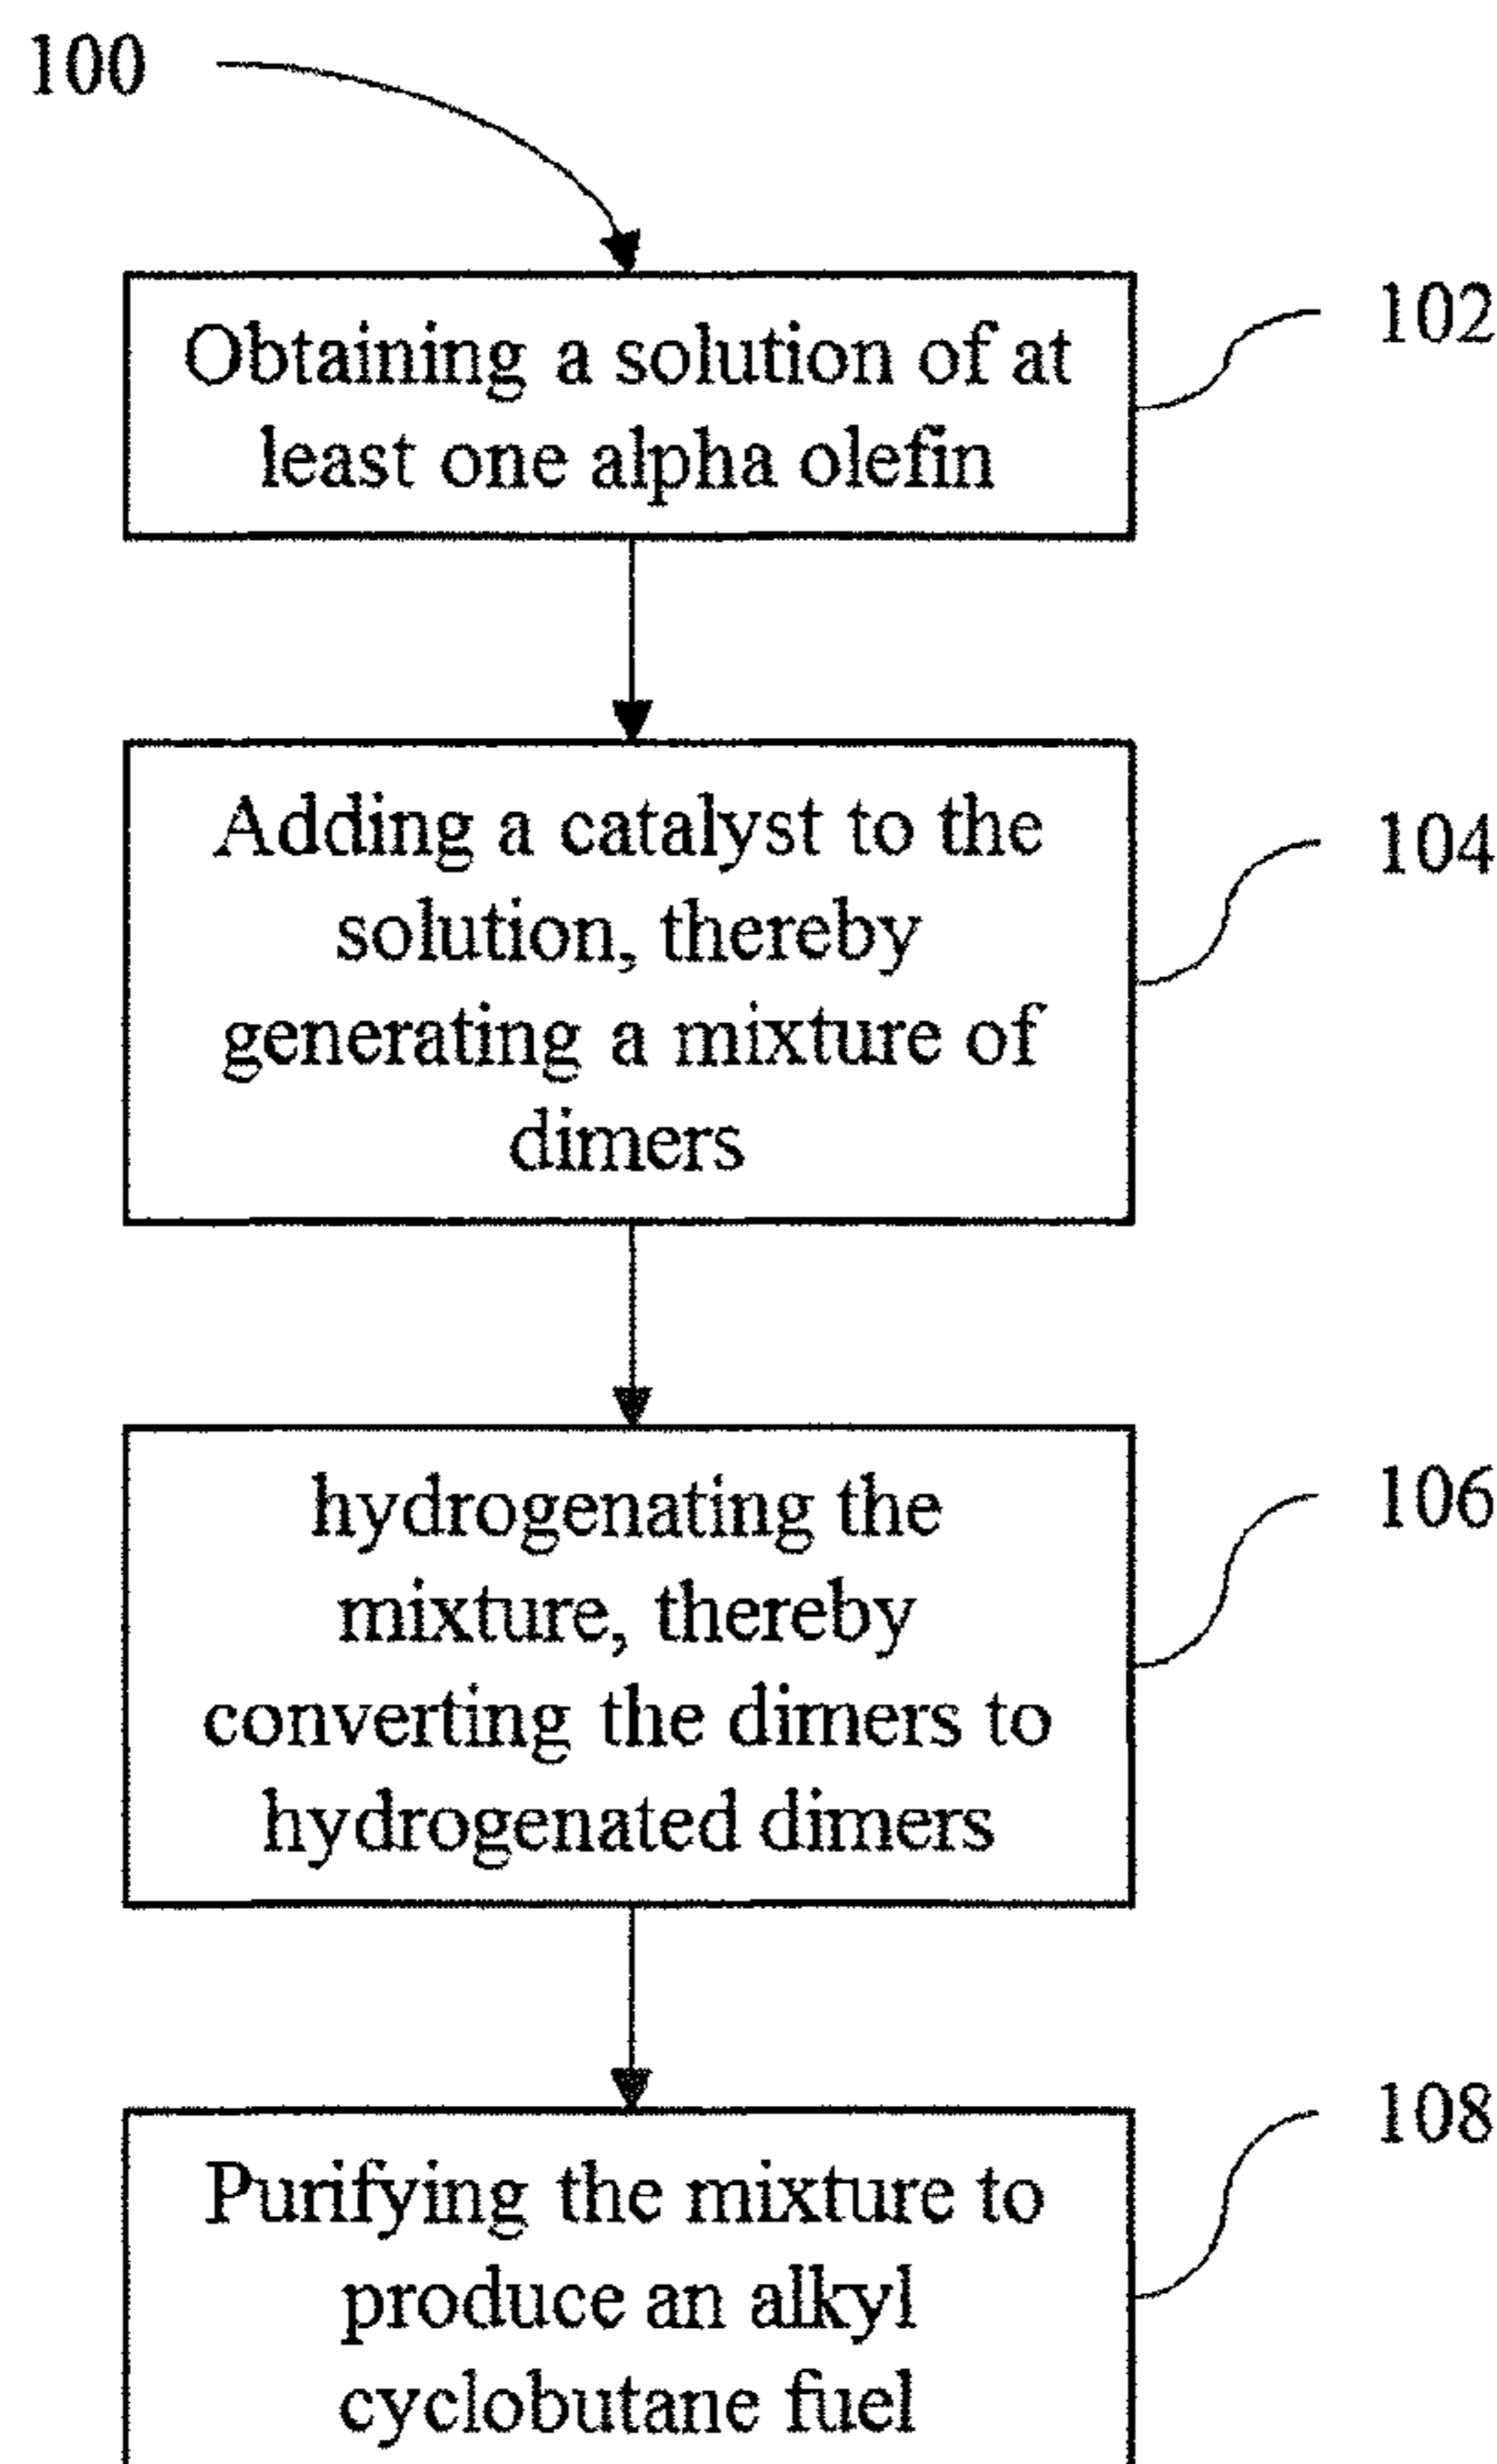 100
Obtaining a solution of at
least one alpha olefin
102
Adding a catalyst to the
solution, thereby
generating a mixture of
dimers
104
hydrogenating the
mixture, thereby
converting the dimers to
hydrogenated dimers
106
Purifying the mixture to
produce an alkyl
cyclobutane fuel
108